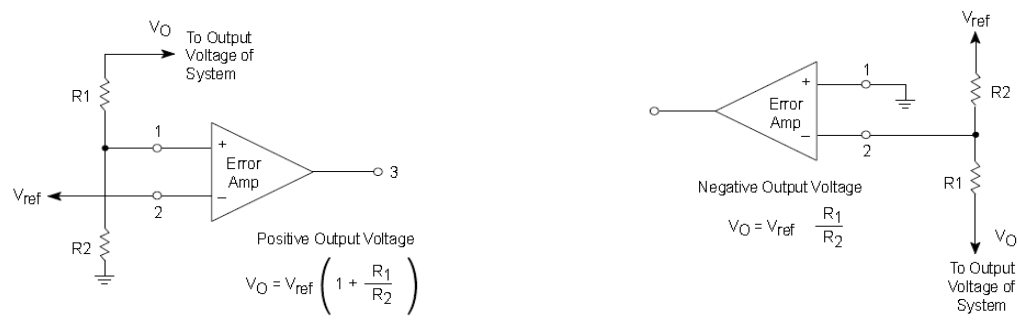 VO
To Output
Voltage of
System
R1
1
+
Error
Amp
3
Vref
2
–
R2
Positive Output Voltage
VO = Vref ( 1 + R1 / R2 )
Vref
1
+
R2
Error
Amp
–
2
Negative Output Voltage
R1
VO = Vref R1 / R2
VO
To Output
Voltage of
System